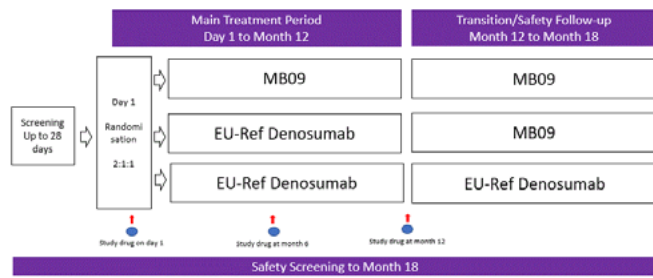 Main Treatment Period
Day 1 to Month 12
Transition/Safety Follow-up
Month 12 to Month 18
Screening
Up to 28
days
Day 1
Randomi
sation
2:1:1
MB09
MB09
EU-Ref Denosumab
MB09
EU-Ref Denosumab
EU-Ref Denosumab
Study drug on day 1
Study drug at month 6
Study drug at month 12
Safety Screening to Month 18